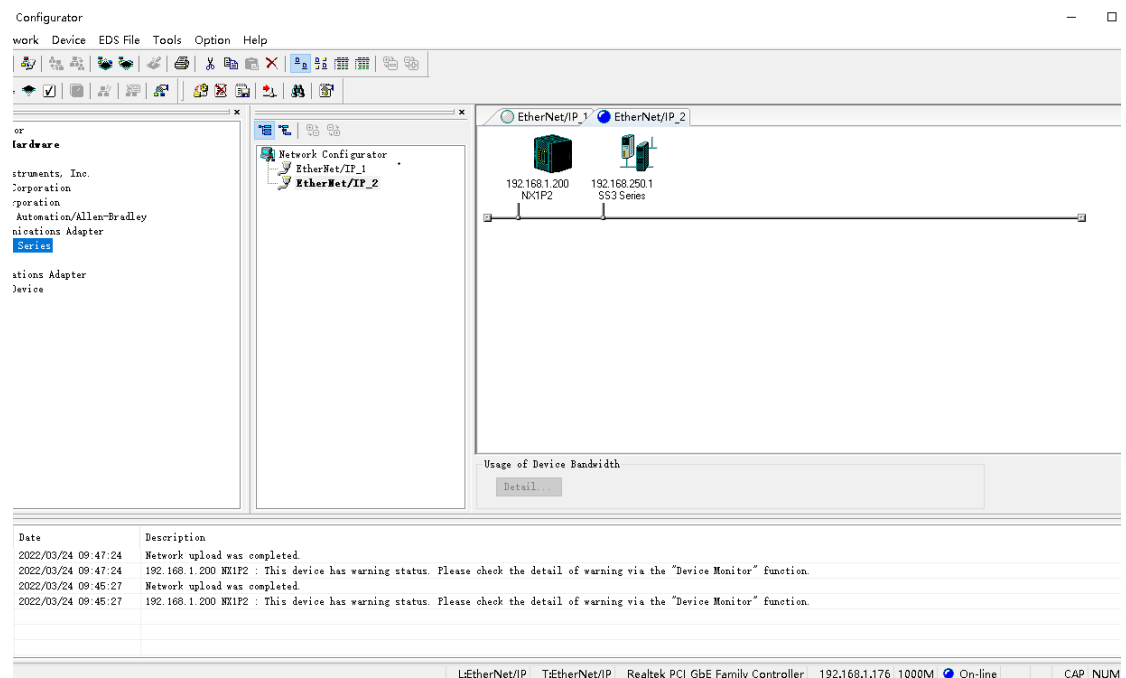 Configurator
work Device EDS File Tools Option Help
or
Hardware
struments, Inc.
Corporation
rporation
Automation/Allen-Bradley
nications Adapter
Series
ations Adapter
Device
Network Configurator
EtherNet/IP_1
EtherNet/IP_2
EtherNet/IP_1 EtherNet/IP_2
192.168.1.200 192.168.250.1
NX1P2 SS3 Series
Usage of Device Bandwidth
Detail...
Date Description
2022/03/24 09:47:24 Network upload was completed.
2022/03/24 09:47:24 192.168.1.200 NX1P2 : This device has warning status. Please check the detail of warning via the "Device Monitor" function.
2022/03/24 09:45:27 Network upload was completed.
2022/03/24 09:45:27 192.168.1.200 NX1P2 : This device has warning status. Please check the detail of warning via the "Device Monitor" function.
L:EtherNet/IP T:EtherNet/IP Realtek PCI GbE Family Controller 192.168.1.176 1000M On-line CAP NUM